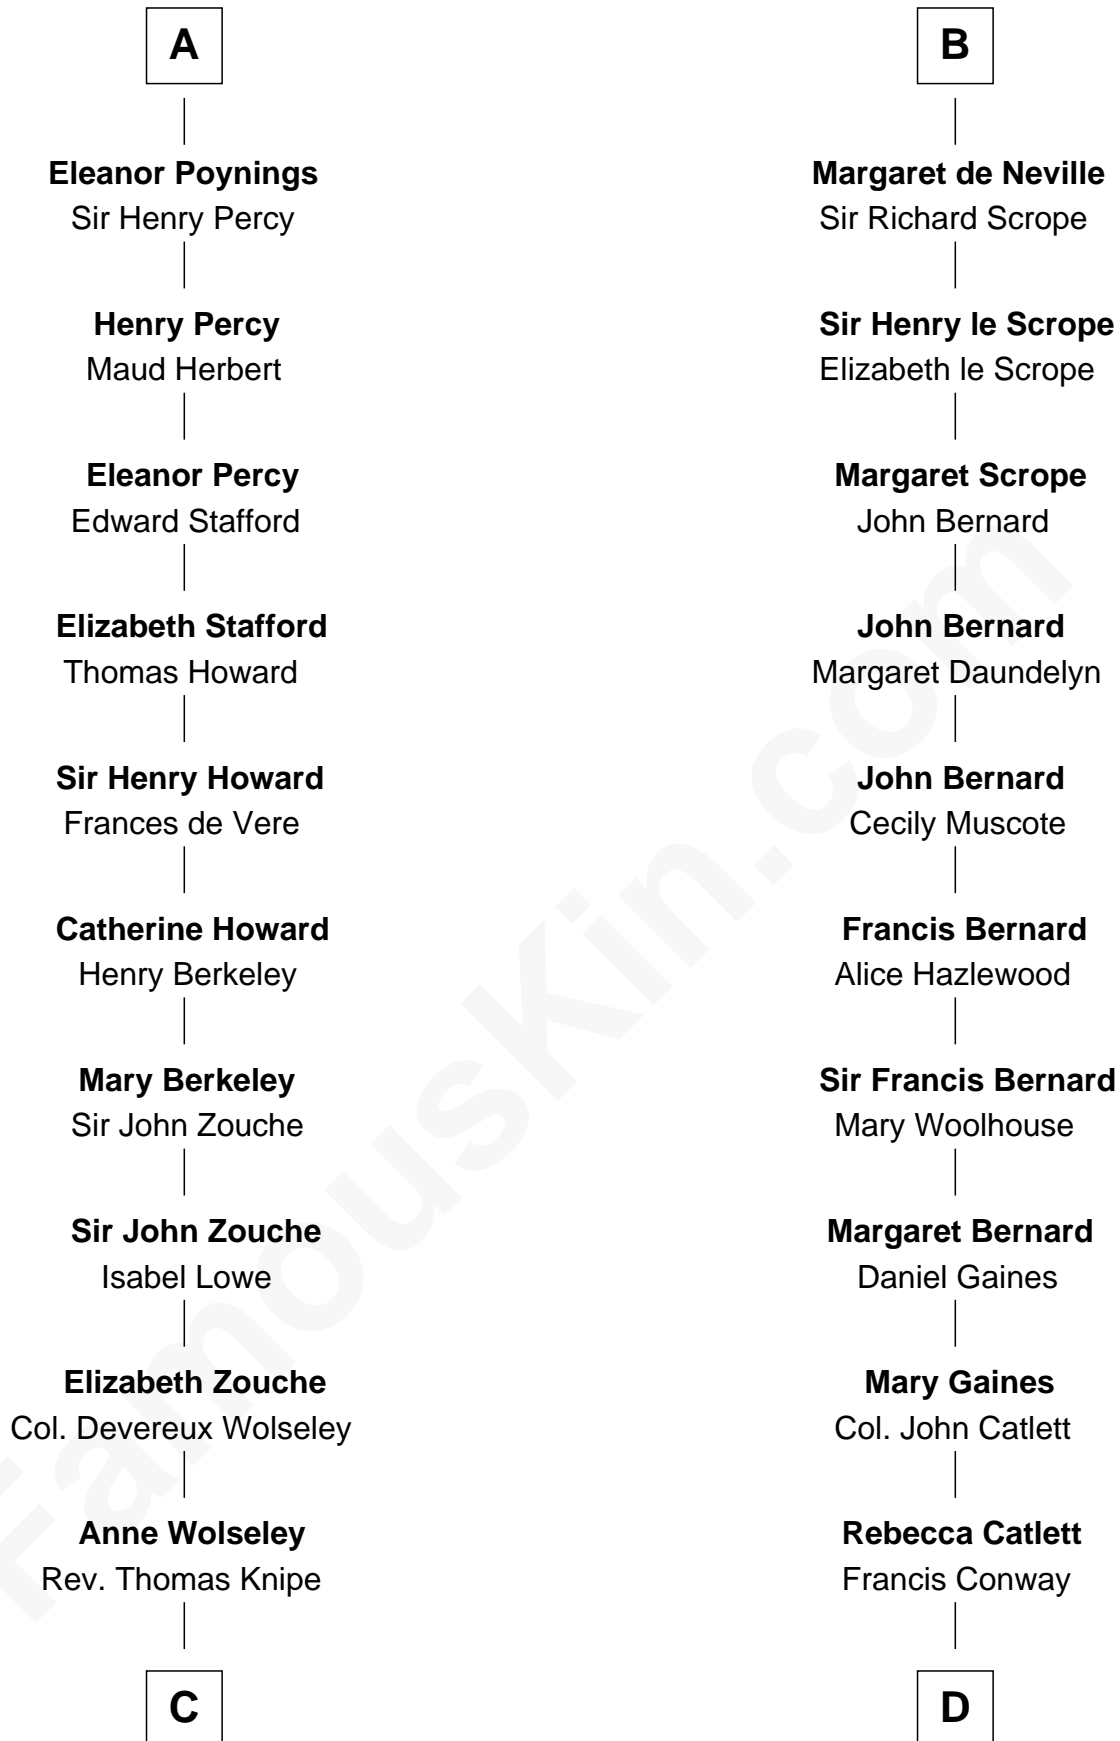 A
Eleanor Poynings
Sir Henry Percy
Henry Percy
Maud Herbert
Eleanor Percy
Edward Stafford
Elizabeth Stafford
Thomas Howard
Sir Henry Howard
Frances de Vere
Catherine Howard
Henry Berkeley
Mary Berkeley
Sir John Zouche
Sir John Zouche
Isabel Lowe
Elizabeth Zouche
Col. Devereux Wolseley
Anne Wolseley
Rev. Thomas Knipe
C
B
Margaret de Neville
Sir Richard Scrope
Sir Henry le Scrope
Elizabeth le Scrope
Margaret Scrope
John Bernard
John Bernard
Margaret Daundelyn
John Bernard
Cecily Muscote
Francis Bernard
Alice Hazlewood
Sir Francis Bernard
Mary Woolhouse
Margaret Bernard
Daniel Gaines
Mary Gaines
Col. John Catlett
Rebecca Catlett
Francis Conway
D
FamousKin.com